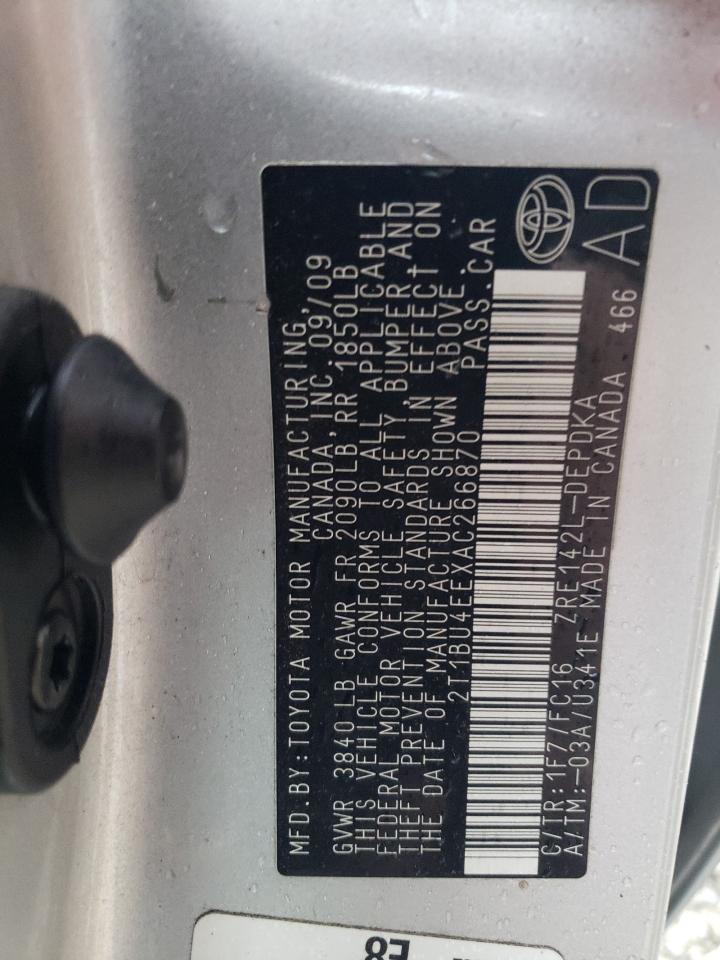 MFD.BY:TOYOTA MOTOR MANUFACTURING,
CANADA,INC.09/09
GVWR 3840 LB GAWR FR 2090LB RR 1850LB
THIS VEHICLE CONFORMS TO ALL APPLICABLE
FEDERAL MOTOR VEHICLE SAFETY, BUMPER, AND
THEFT PREVENTION STANDARDS IN EFFECT ON
THE DATE OF MANUFACTURE SHOWN ABOVE.
2T1BU4EEXAC266870 PASS.CAR
C/TR:1F7/FC16 ZRE142L-DEPDKA
A/TM:-03A/U341E MADE IN CANADA 466
AD
E8